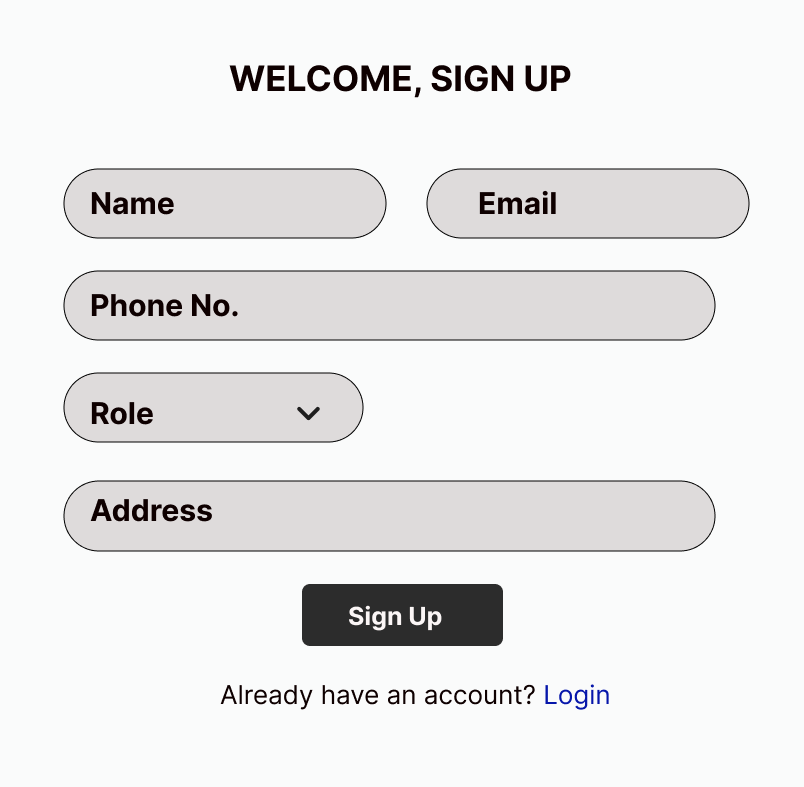 WELCOME, SIGN UP
Name
Email
Phone No.
Role
Address
Sign Up
Already have an account? Login